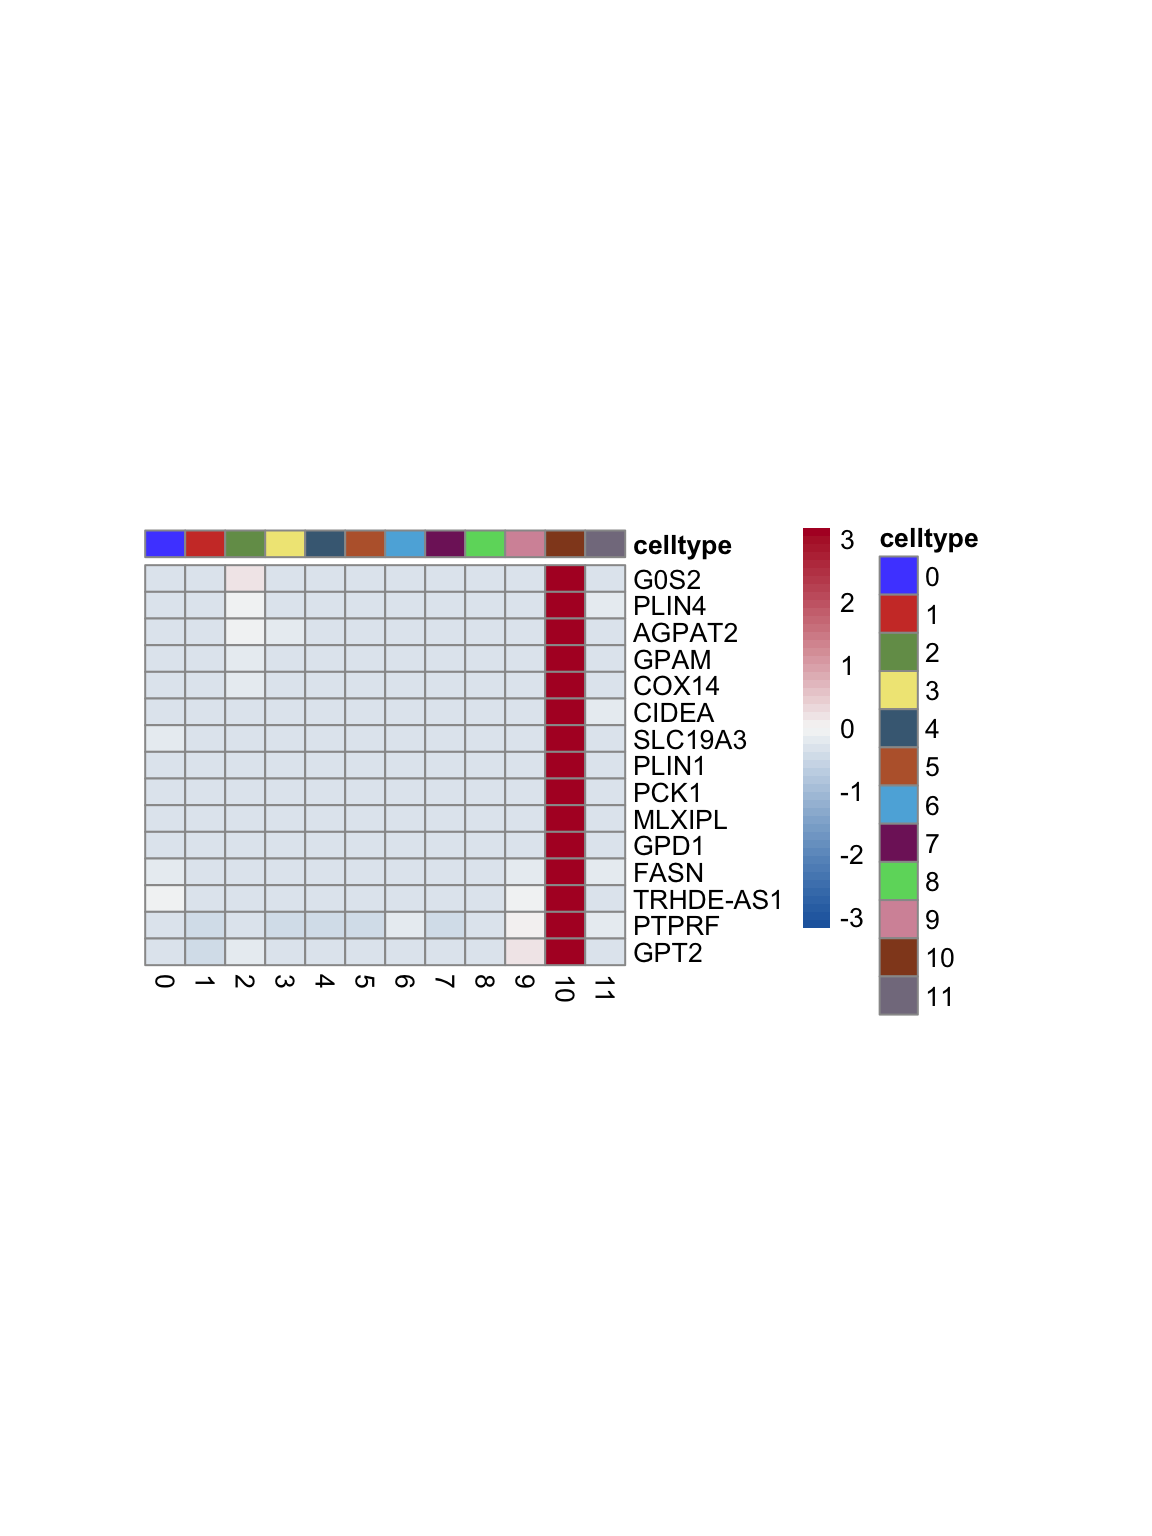 celltype
G0S2
PLIN4
AGPAT2
GPAM
COX14
CIDEA
SLC19A3
PLIN1
PCK1
MLXIPL
GPD1
FASN
TRHDE-AS1
PTPRF
GPT2
0 1 2 3 4 5 6 7 8 9 10 11
3
2
1
0
-1
-2
-3
celltype
0
1
2
3
4
5
6
7
8
9
10
11